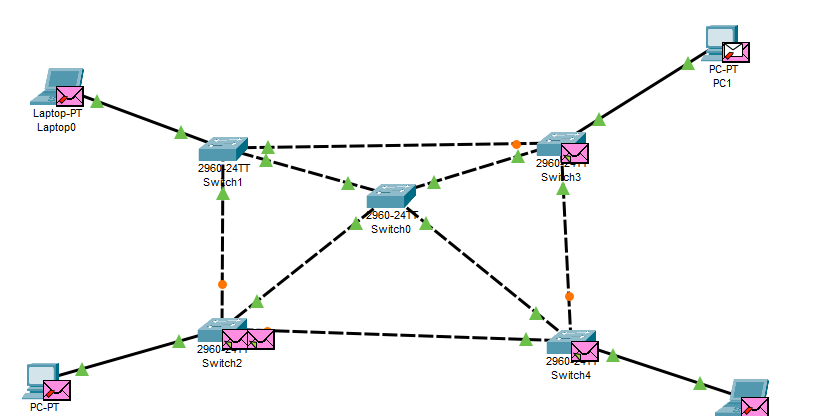 PC-PT
PC1
Laptop-PT
Laptop0
2960-24TT
Switch1
2960-24TT
Switch3
2960-24TT
Switch0
2960-24TT
Switch2
2960-24TT
Switch4
PC-PT